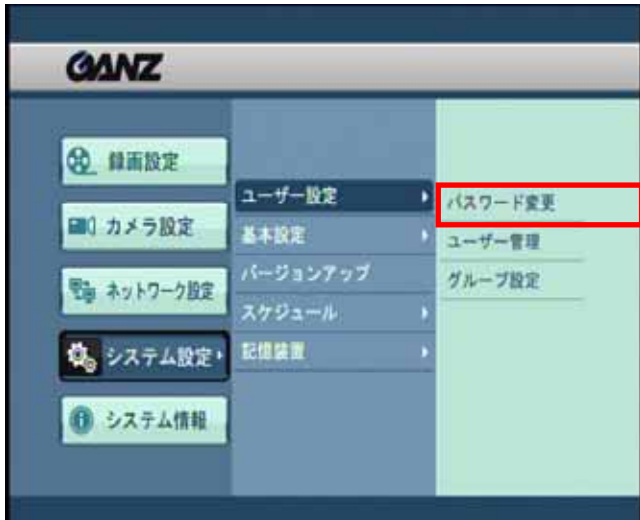 GANZ
録画設定
カメラ設定
ネットワーク設定
システム設定
システム情報
ユーザー設定
基本設定
バージョンアップ
スケジュール
記憶装置
パスワード変更
ユーザー管理
グループ設定